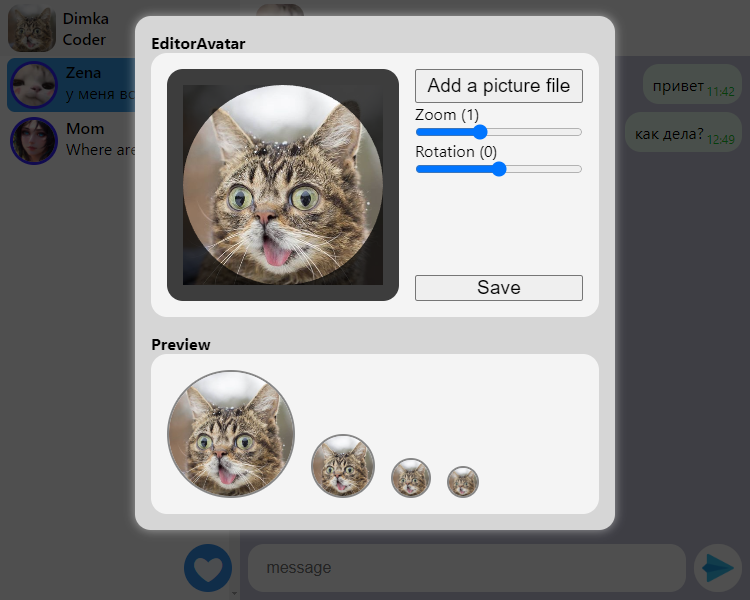 Dimka
Coder
Zena
у меня вс
Mom
Where are
EditorAvatar
Add a picture file
Zoom (1)
Rotation (0)
Save
Preview
привет 11:42
как дела? 12:49
message